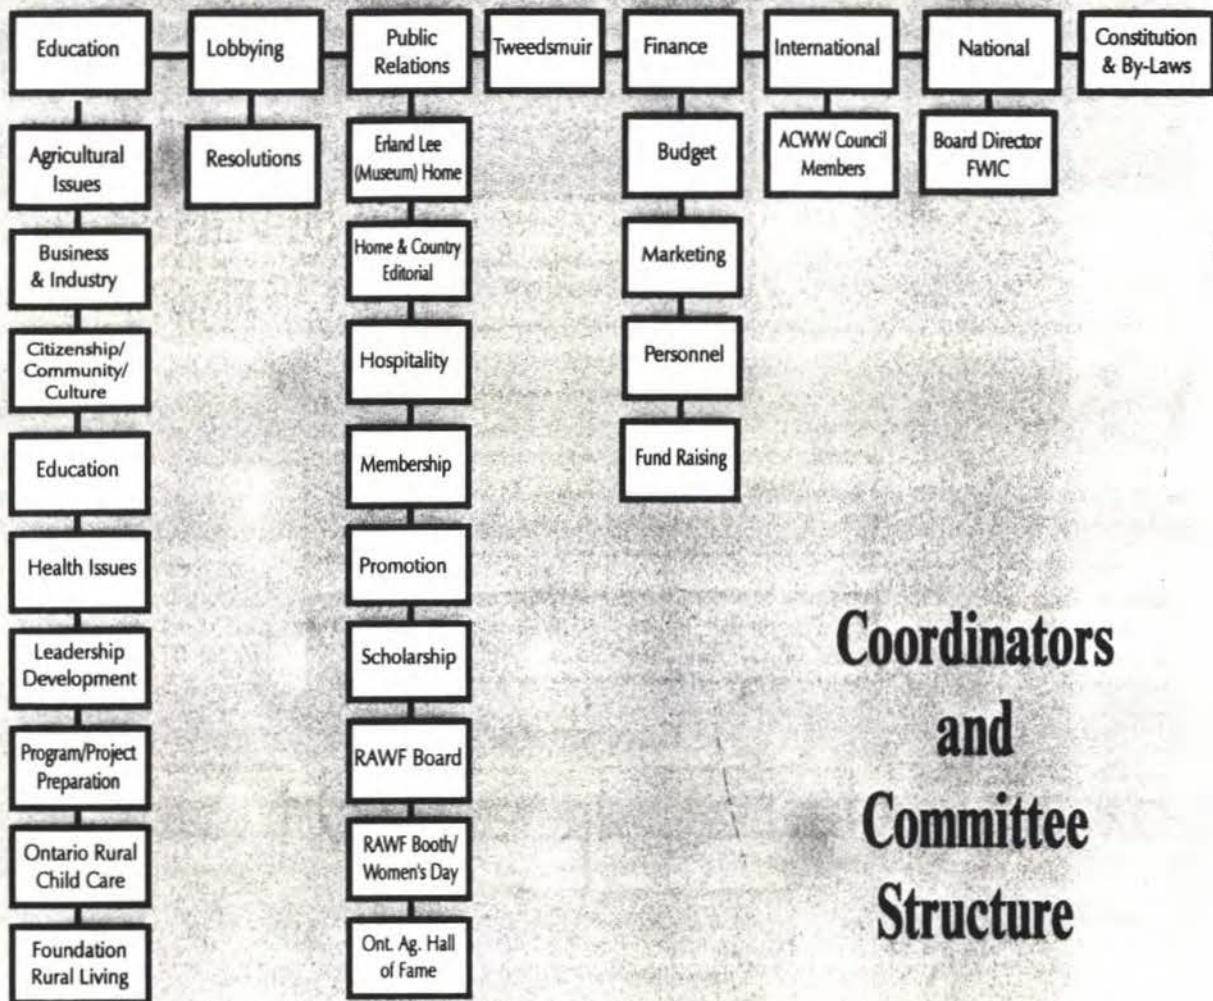 Education
Lobbying
Public
Relations
Tweedsmuir
Finance
International
National
Constitution
& By-Laws
Agricultural
Issues
Business
& Industry
Citizenship/
Community/
Culture
Education
Health Issues
Leadership
Development
Program/Project
Preparation
Ontario Rural
Child Care
Foundation
Rural Living
Resolutions
Erland Lee
(Museum) Home
Home & Country
Editorial
Hospitality
Membership
Promotion
Scholarship
RAWF Board
RAWF Booth/
Women's Day
Ont. Ag. Hall
of Fame
Budget
Marketing
Personnel
Fund Raising
ACWW Council
Members
Board Director
FWIC
Coordinators
and
Committee
Structure